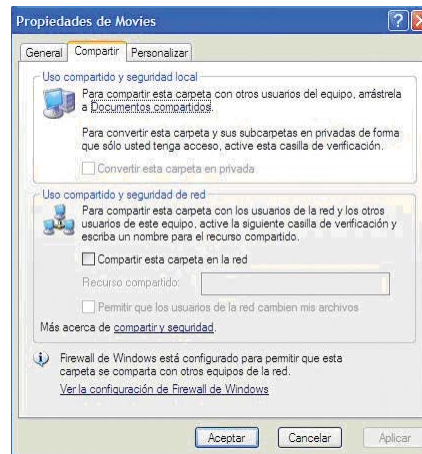 Propiedades de Movies
General Compartir Personalizar
Uso compartido y seguridad local
Para compartir esta carpeta con otros usuarios del equipo, arrástrela
a Documentos compartidos.
Para convertir esta carpeta y sus subcarpetas en privadas de forma
que sólo usted tenga acceso, active esta casilla de verificación.
Convertir esta carpeta en privada
Uso compartido y seguridad de red
Para compartir esta carpeta con los usuarios de la red y los otros
usuarios de este equipo, active la siguiente casilla de verificación y
escriba un nombre para el recurso compartido.
Compartir esta carpeta en la red
Recurso compartido:
Permitir que los usuarios de la red cambien mis archivos
Más acerca de compartir y seguridad.
Firewall de Windows está configurado para permitir que esta
carpeta se comparta con otros equipos de la red.
Ver la configuración de Firewall de Windows
Aceptar Cancelar Aplicar